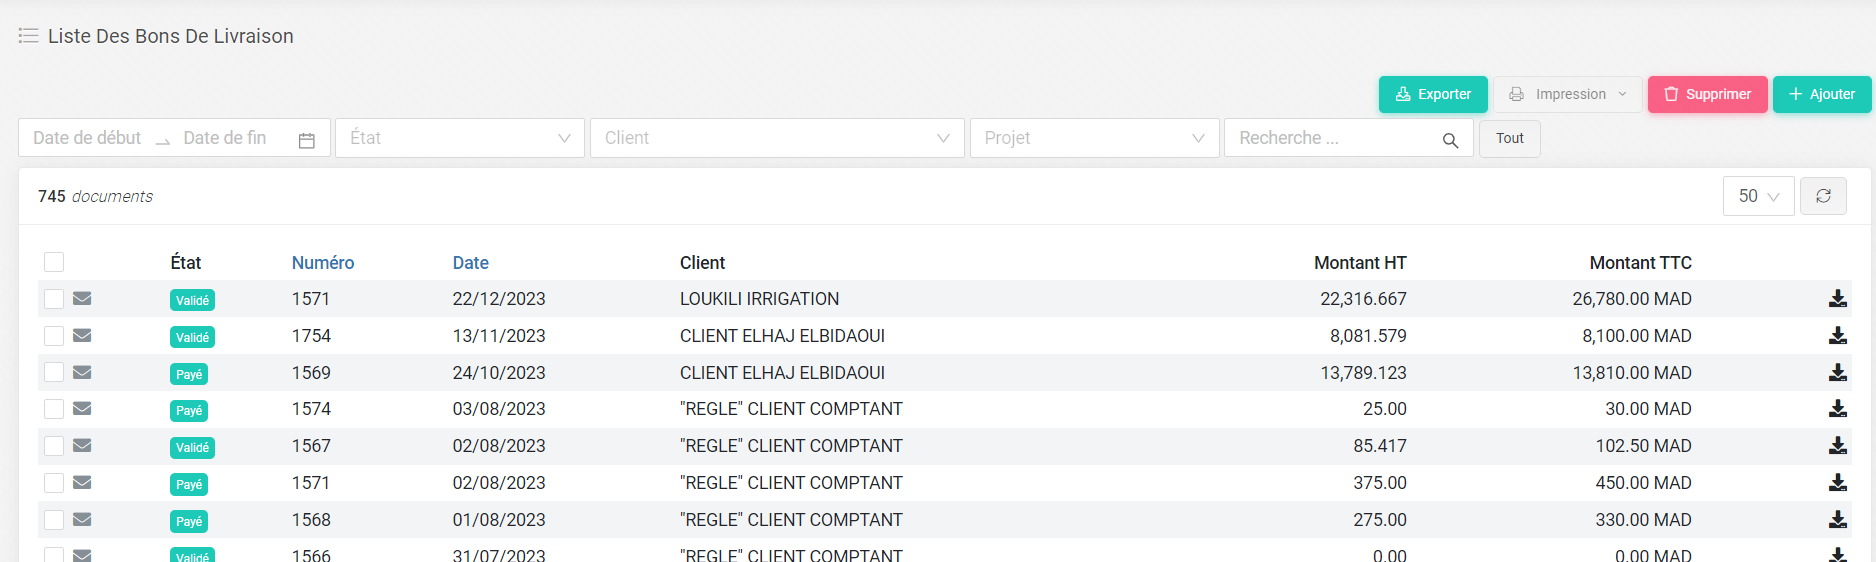 Liste Des Bons De Livraison
Exporter Impression Supprimer Ajouter
Date de début Date de fin État Client Projet Recherche ... Tout
745 documents 50
État Numéro Date Client Montant HT Montant TTC
Validé 1571 22/12/2023 LOUKILI IRRIGATION 22,316.667 26,780.00 MAD
Validé 1754 13/11/2023 CLIENT ELHAJ ELBIDAOUI 8,081.579 8,100.00 MAD
Payé 1569 24/10/2023 CLIENT ELHAJ ELBIDAOUI 13,789.123 13,810.00 MAD
Payé 1574 03/08/2023 "REGLE" CLIENT COMPTANT 25.00 30.00 MAD
Validé 1567 02/08/2023 "REGLE" CLIENT COMPTANT 85.417 102.50 MAD
Payé 1571 02/08/2023 "REGLE" CLIENT COMPTANT 375.00 450.00 MAD
Payé 1568 01/08/2023 "REGLE" CLIENT COMPTANT 275.00 330.00 MAD
Validé 1566 31/07/2023 "REGLE" CLIENT COMPTANT 0.00 0.00 MAD